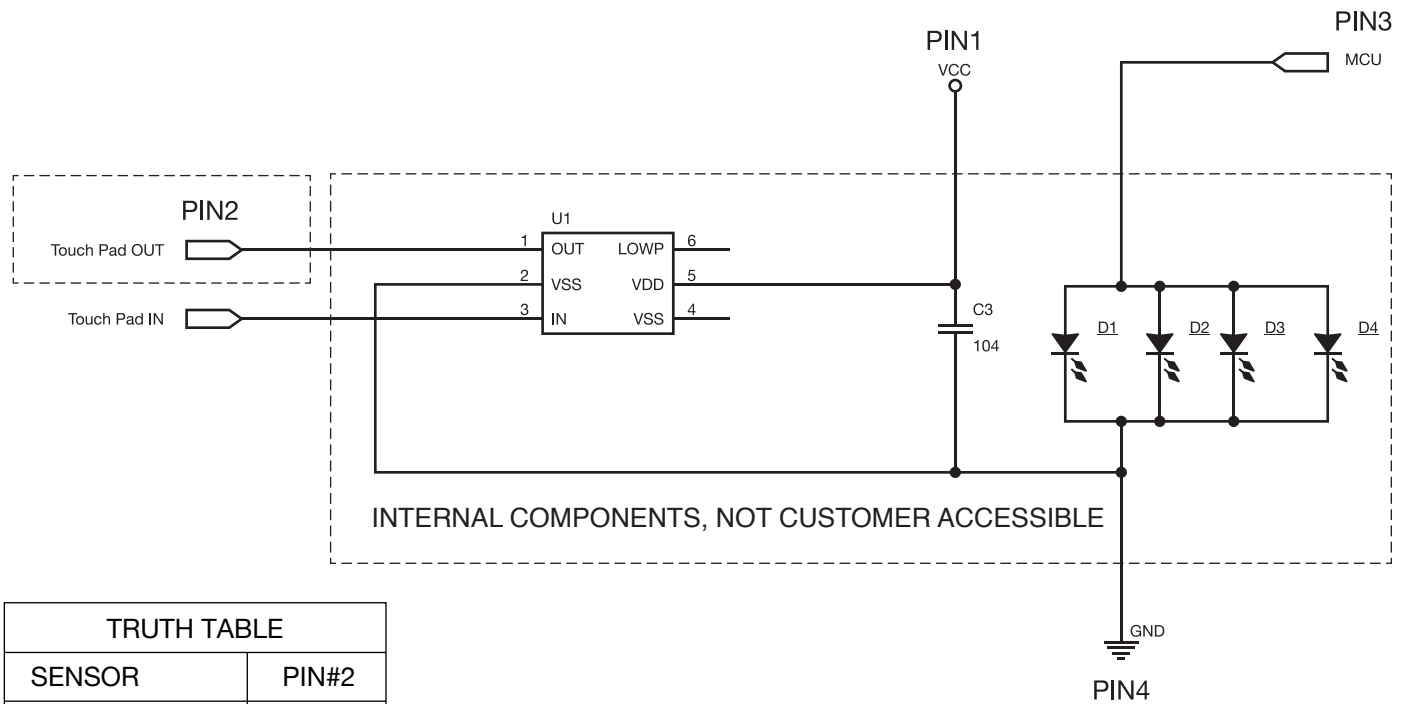 PIN3
MCU
PIN1
VCC
PIN2
Touch Pad OUT
Touch Pad IN
U1
1 OUT LOWP 6
2 VSS VDD 5
3 IN VSS 4
C3
104
D1 D2 D3 D4
INTERNAL COMPONENTS, NOT CUSTOMER ACCESSIBLE
GND
PIN4
TRUTH TABLE
SENSOR PIN#2